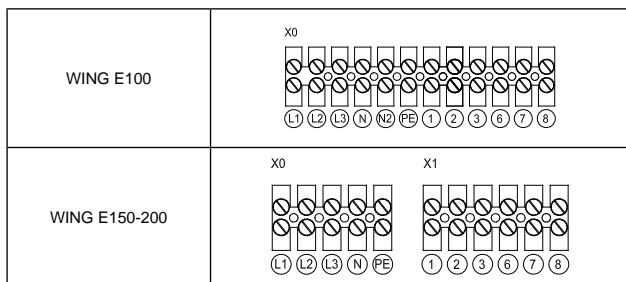 X0
WING E100
L1 L2 L3 N N2 PE 1 2 3 6 7 8
X0 X1
WING E150-200
L1 L2 L3 N PE 1 2 3 6 7 8